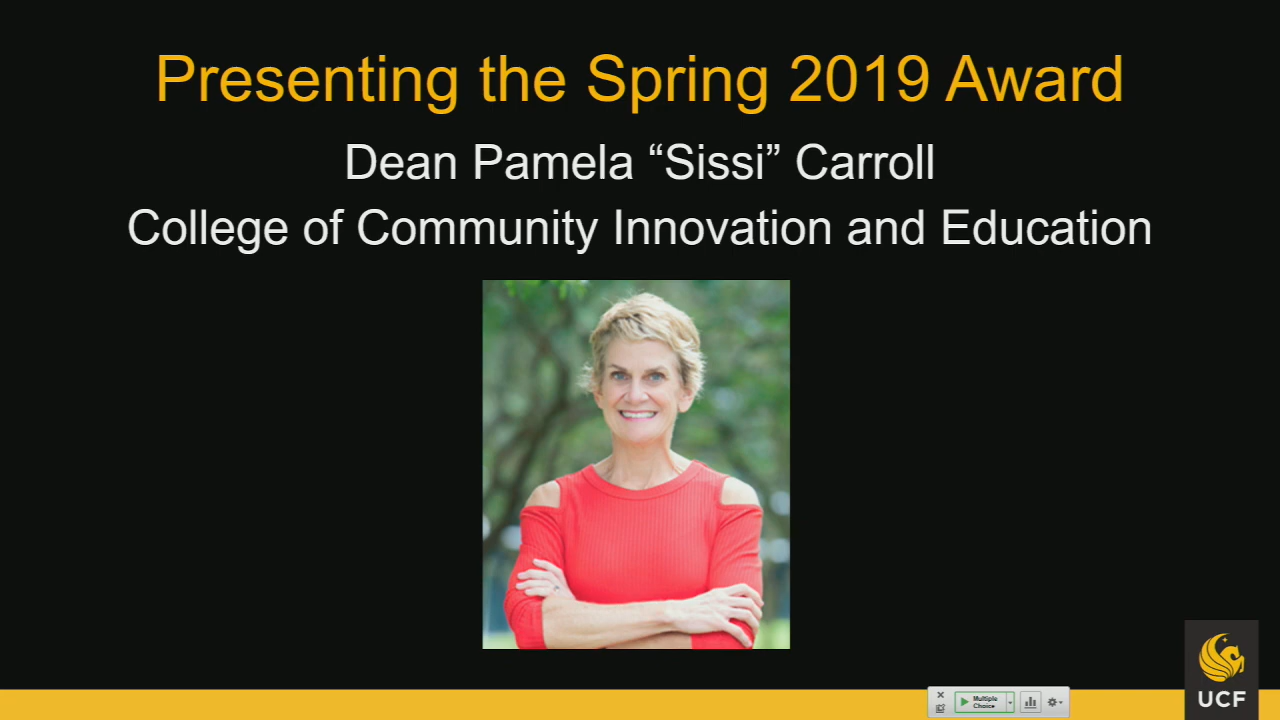 Presenting the Spring 2019 Award
Dean Pamela “Sissi” Carroll
College of Community Innovation and Education
Multiple
Choice
UCF